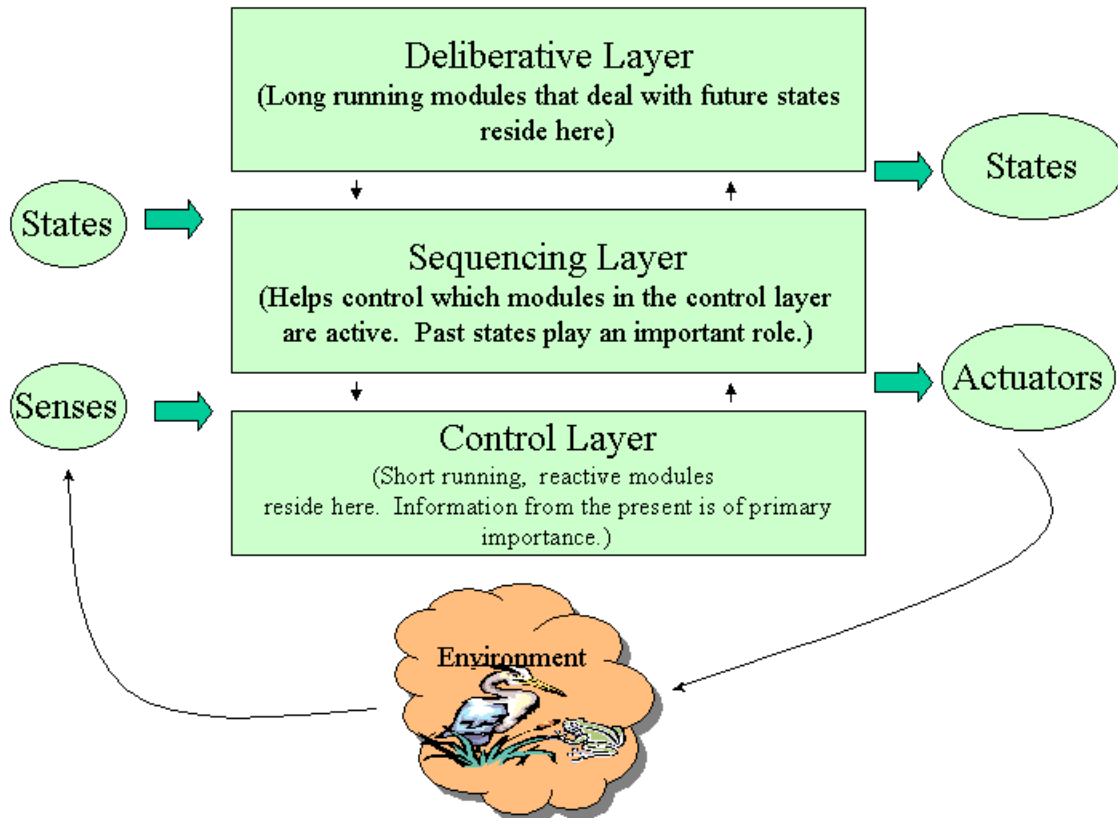 Deliberative Layer
(Long running modules that deal with future states
reside here)
States
States
Sequencing Layer
(Helps control which modules in the control layer
are active.  Past states play an important role.)
Senses
Actuators
Control Layer
(Short running,  reactive modules
reside here.  Information from the present is of primary
importance.)
Environment